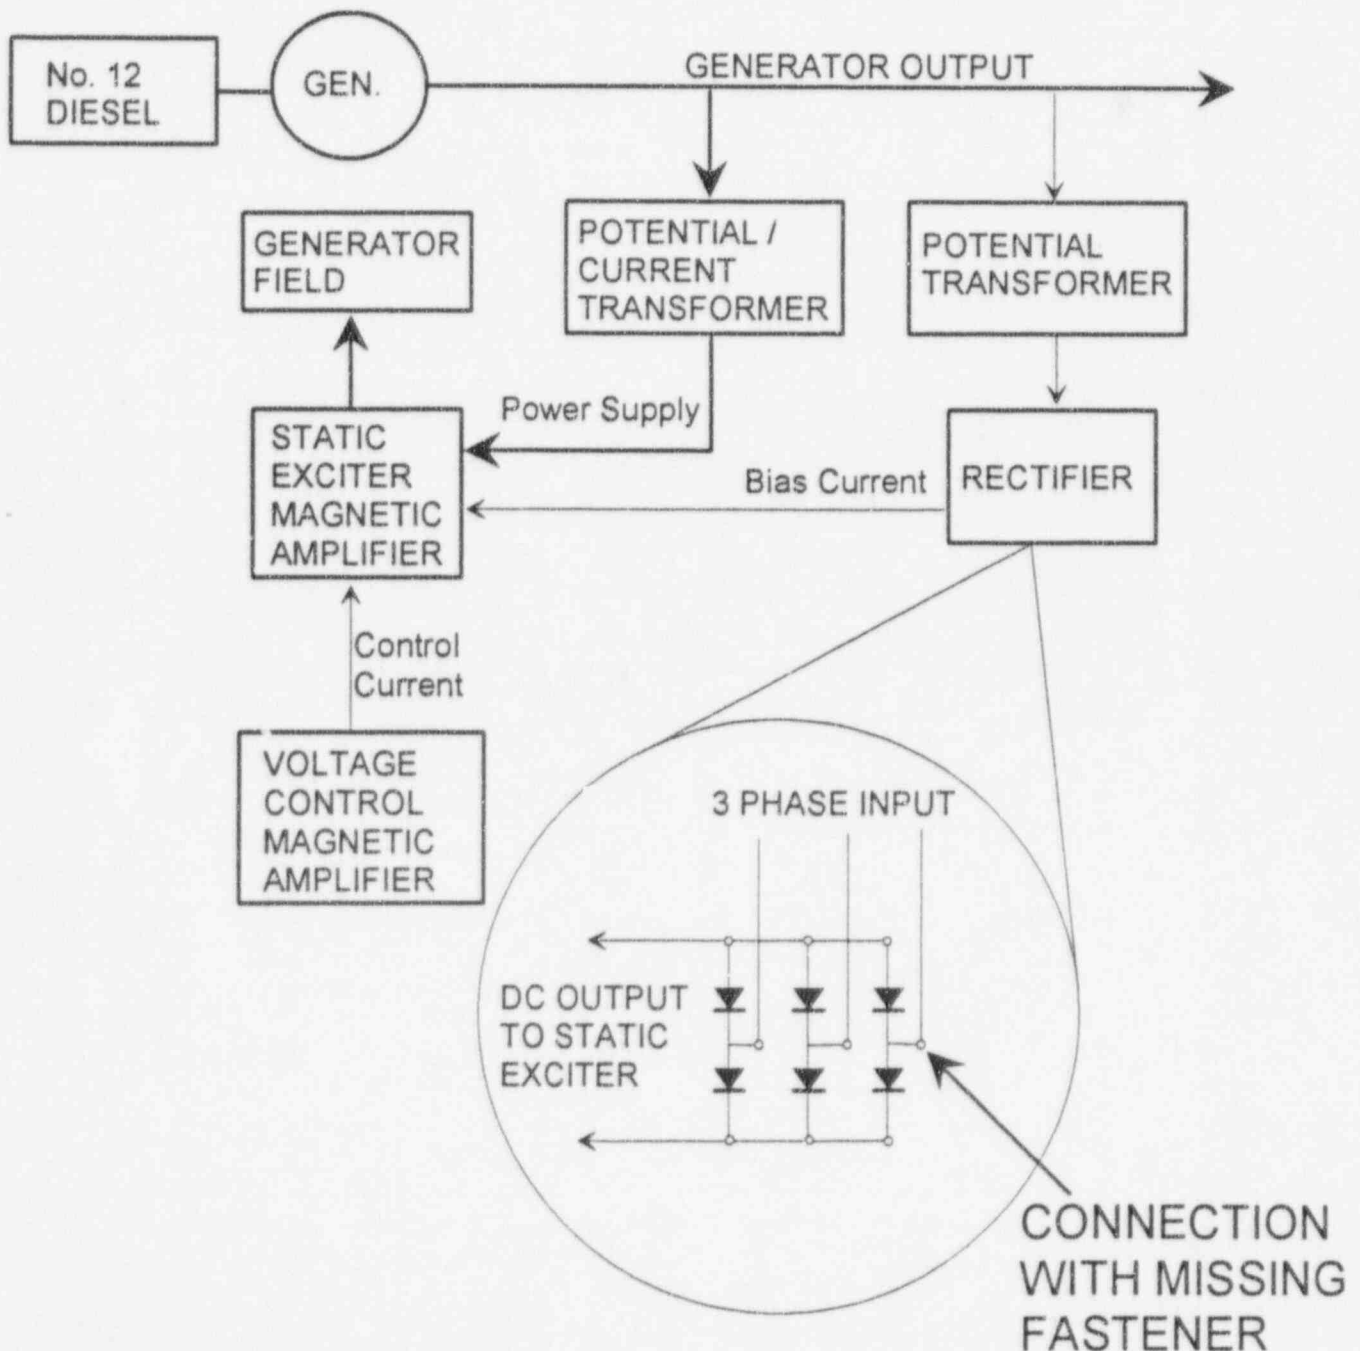 No. 12
DIESEL
GEN.
GENERATOR OUTPUT
GENERATOR
FIELD
POTENTIAL /
CURRENT
TRANSFORMER
POTENTIAL
TRANSFORMER
Power Supply
STATIC
EXCITER
MAGNETIC
AMPLIFIER
Bias Current
RECTIFIER
Control
Current
VOLTAGE
CONTROL
MAGNETIC
AMPLIFIER
3 PHASE INPUT
DC OUTPUT
TO STATIC
EXCITER
CONNECTION
WITH MISSING
FASTENER